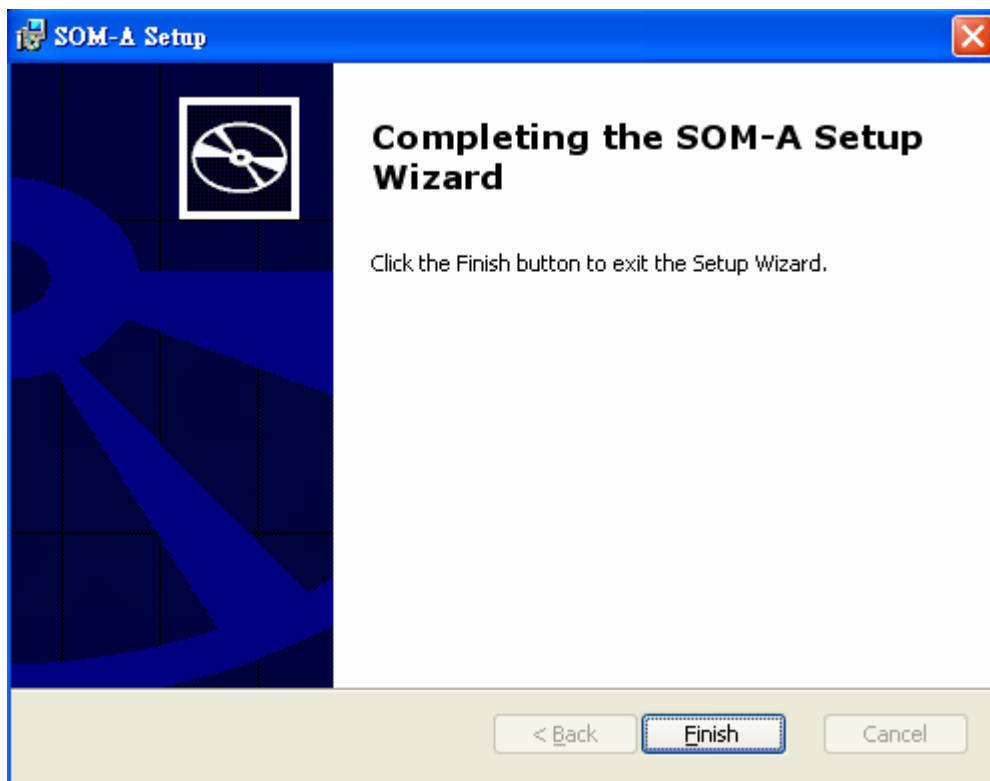 SOM-A Setup
Completing the SOM-A Setup
Wizard
Click the Finish button to exit the Setup Wizard.
< Back
Finish
Cancel